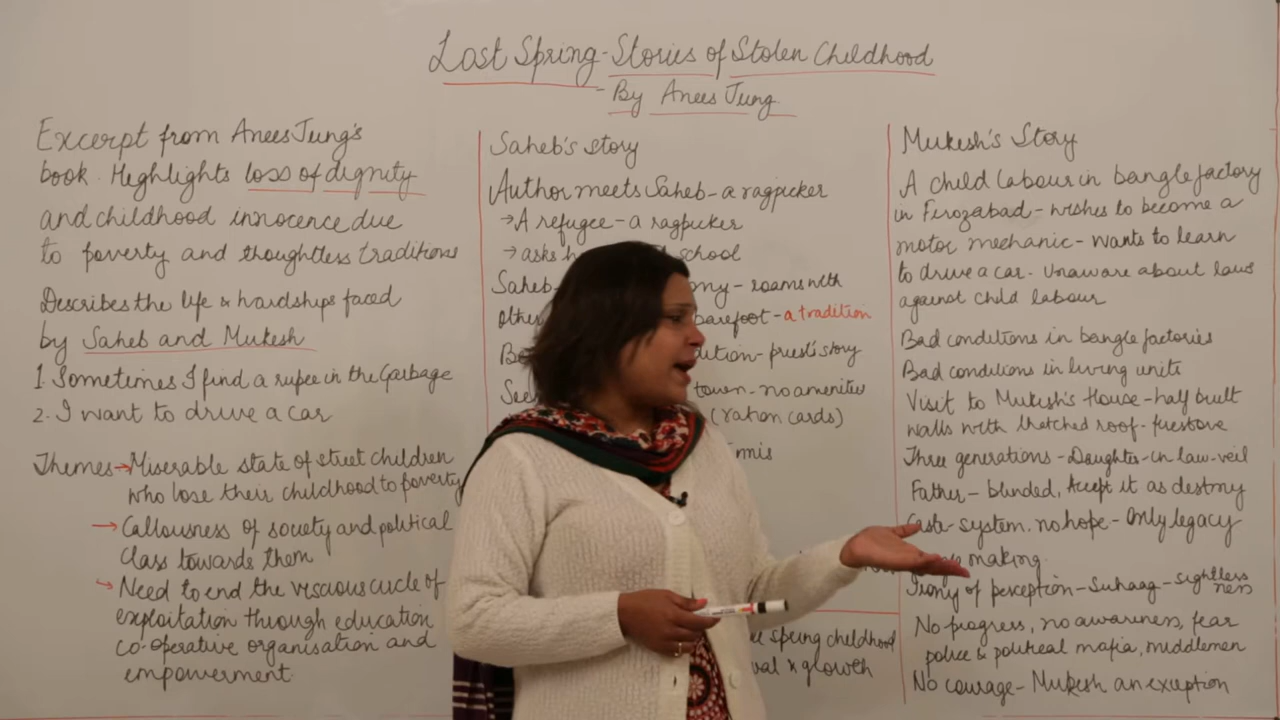 Lost Spring - Stories of Stolen Childhood
- By Anees Jung
Excerpt from Anees Jung's
book. Highlights loss of dignity
and childhood innocence due
to poverty and thoughtless traditions
Describes the life & hardships faced
by Saheb and Mukesh
1. Sometimes I find a rupee in the Garbage
2. I want to drive a car
Themes → Miserable state of street children
who lose their childhood to poverty
→ Callousness of society and political
Class towards them
→ Need to end the viscious circle of
exploitation through education
co-operative organisation and
empowerment
Saheb's story
Author meets Saheb - a ragpicker
→ A refugee - a ragpicker
→ asks school
Saheb - roams with
other barefoot - a tradition
priest's story
town - no amenities
(ration cards)
spring childhood
x growth
Mukesh's Story
A child labour in bangle factory
in Firozabad - wishes to become a
motor mechanic - wants to learn
to drive a car. Unaware about laws
against child labour
Bad conditions in bangle factories
Bad conditions in living units
Visit to Mukesh's House - half built
walls with thatched roof - firestove
Three generations - Daughter-in law - veil
Father - blinded, Accept it as destiny
Caste system. no hope - Only legacy
making
Irony of perception - Suhaag - sightless
ness
No progress, no awareness, fear
police & political mafia, middlemen
No courage - Mukesh an exception